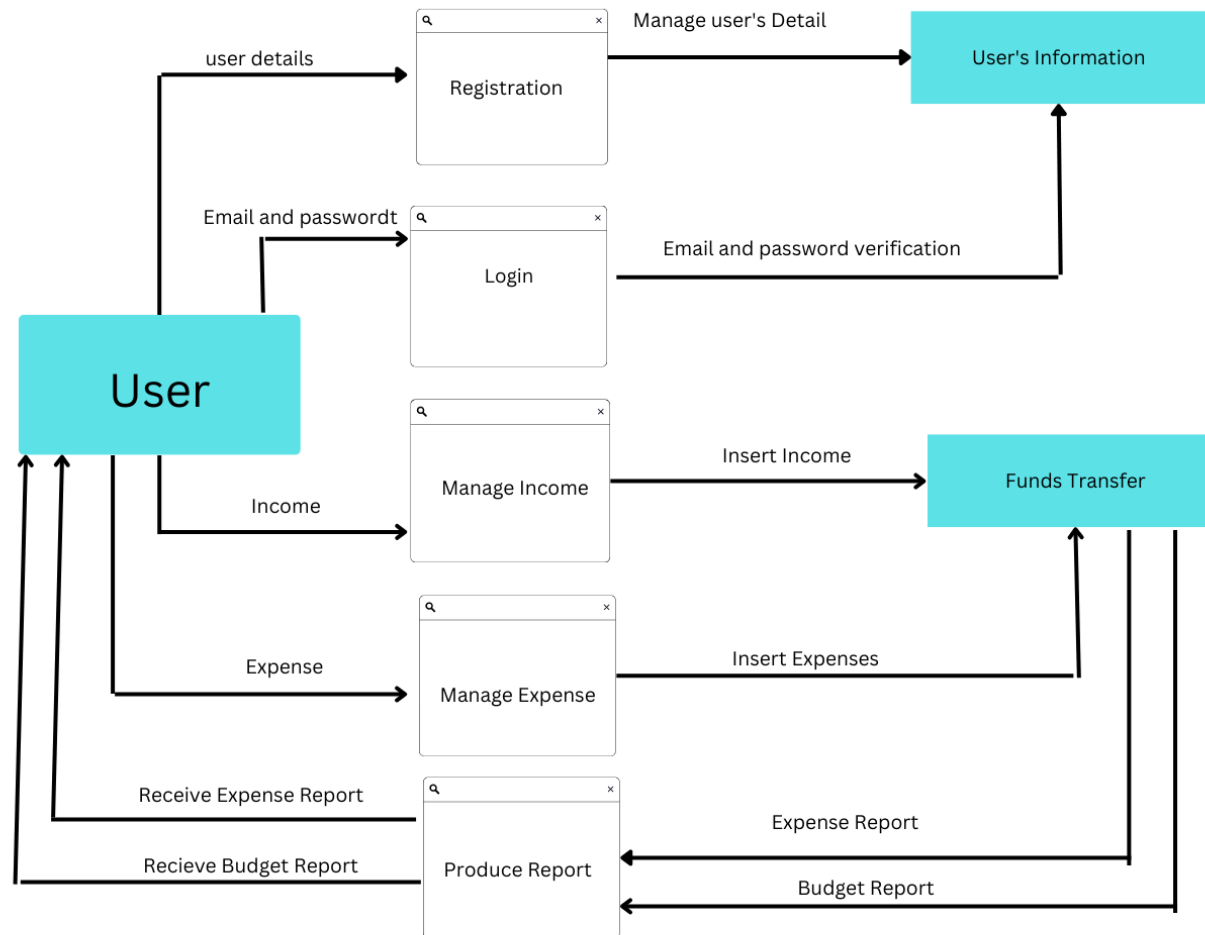 Manage user's Detail
user details
User's Information
Registration
Email and passwordt
Email and password verification
Login
User
Insert Income
Manage Income
Funds Transfer
Income
Insert Expenses
Expense
Manage Expense
Receive Expense Report
Expense Report
Recieve Budget Report
Produce Report
Budget Report